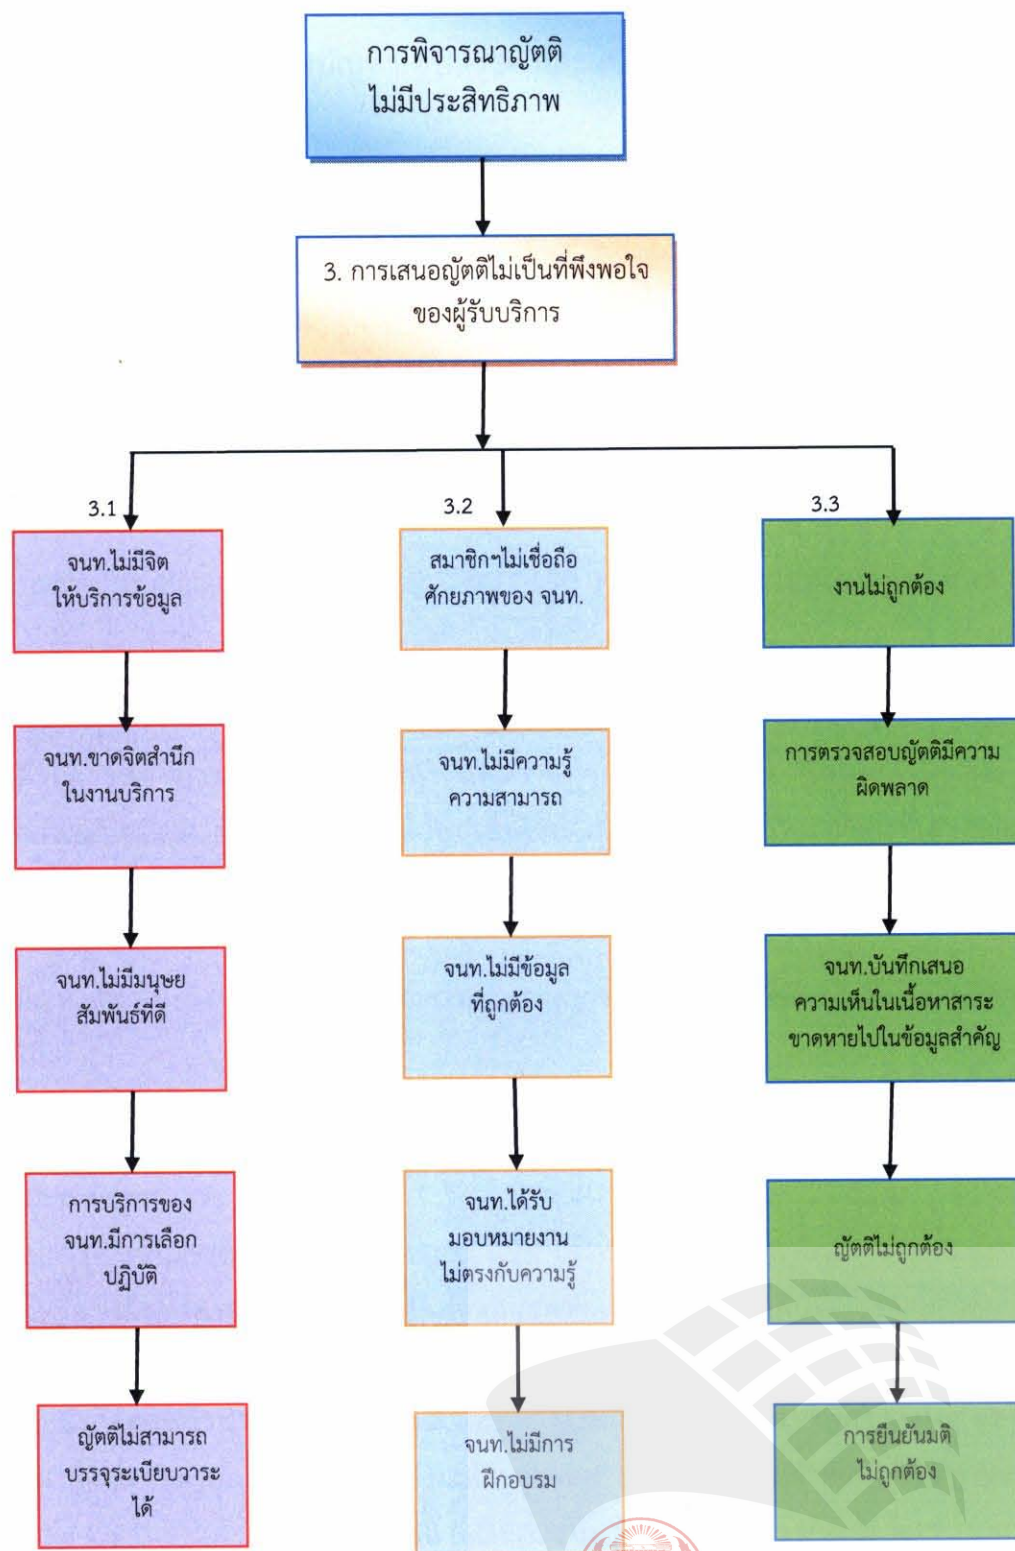 การพิจารณาญัตติ
ไม่มีประสิทธิภาพ
3. การเสนอญัตติไม่เป็นที่พึงพอใจ
ของผู้รับบริการ
3.1
จนท.ไม่มีจิต
ให้บริการข้อมูล
จนท.ขาดจิตสำนึก
ในงานบริการ
จนท.ไม่มีมนุษย
สัมพันธ์ที่ดี
การบริการของ
จนท.มีการเลือก
ปฏิบัติ
ญัตติไม่สามารถ
บรรจุระเบียบวาระ
ได้
3.2
สมาชิกฯไม่เชื่อถือ
ศักยภาพของ จนท.
จนท.ไม่มีความรู้
ความสามารถ
จนท.ไม่มีข้อมูล
ที่ถูกต้อง
จนท.ได้รับ
มอบหมายงาน
ไม่ตรงกับความรู้
จนท.ไม่มีการ
ฝึกอบรม
3.3
งานไม่ถูกต้อง
การตรวจสอบญัตติมีความ
ผิดพลาด
จนท.บันทึกเสนอ
ความเห็นในเนื้อหาสาระ
ขาดหายไปในข้อมูลสำคัญ
ญัตติไม่ถูกต้อง
การยืนยันมติ
ไม่ถูกต้อง